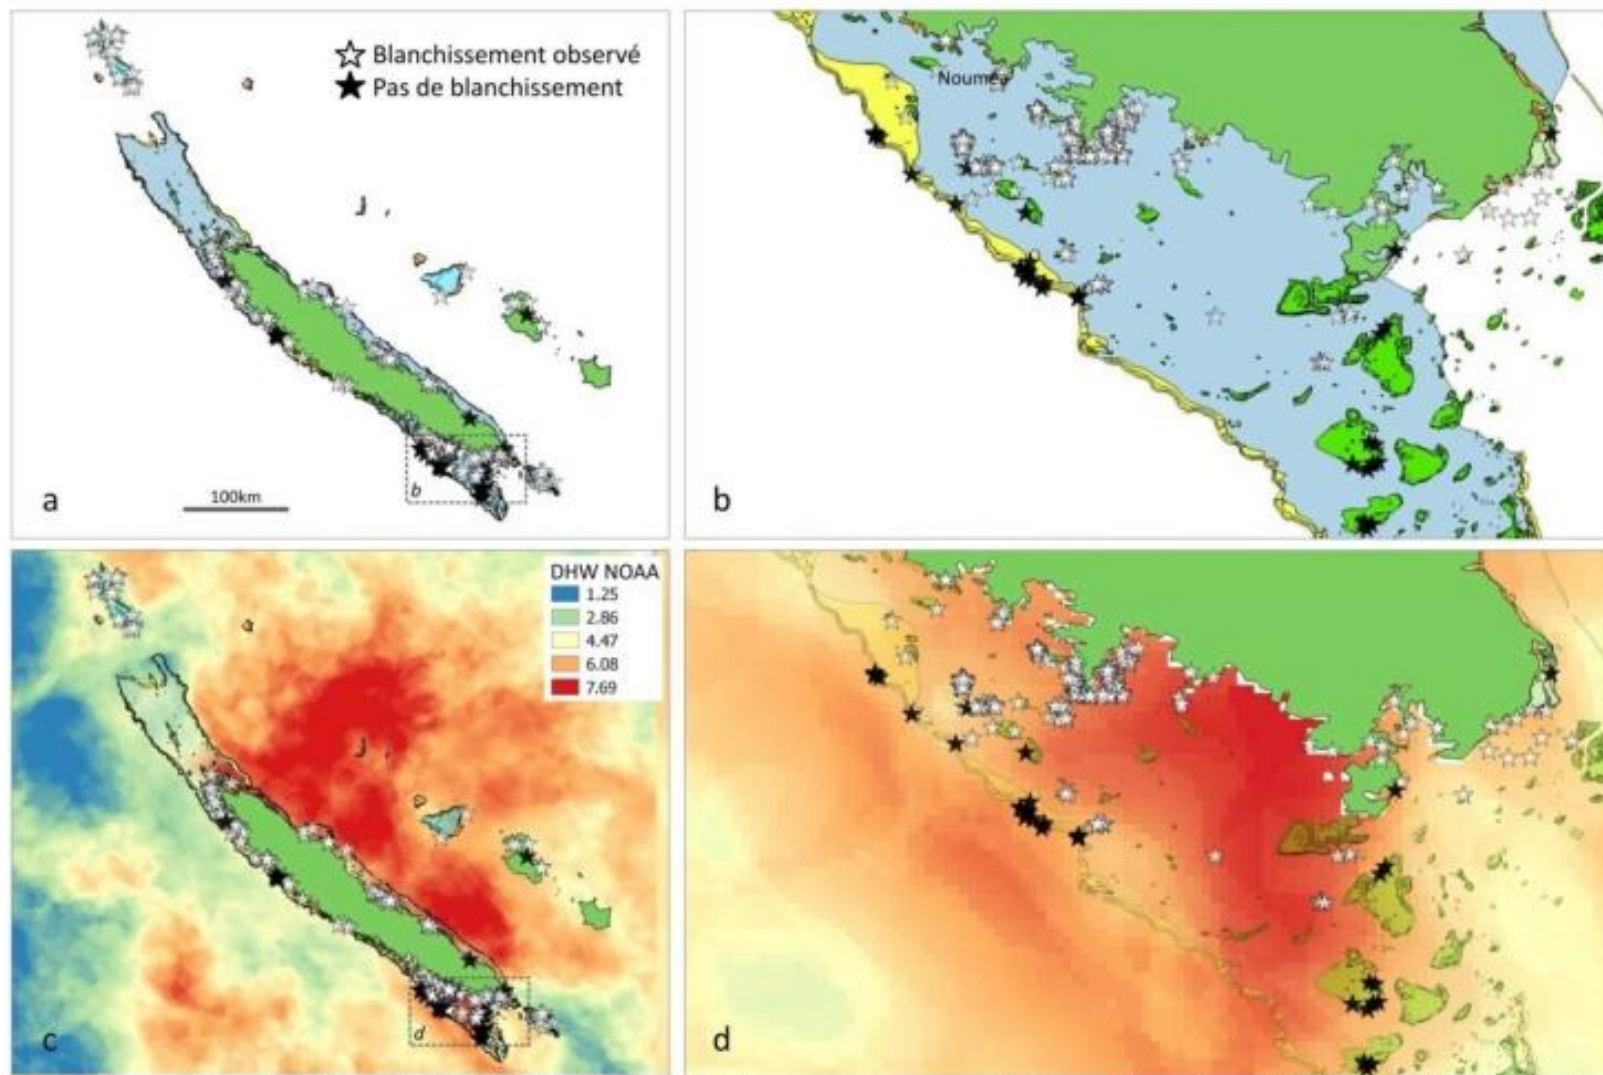 Blanchissement observé
Pas de blanchissement
100km
b
a
Nouméa
b
DHW NOAA
1.25
2.86
4.47
6.08
7.69
d
c
d